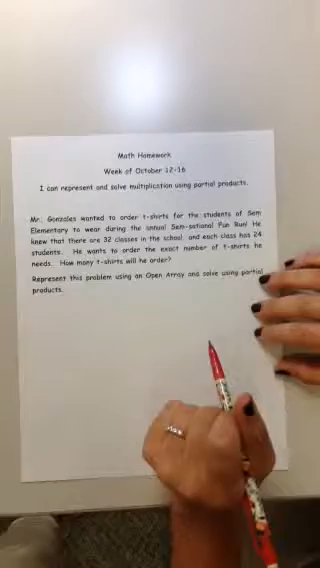 Math Homework
Week of October 12-16
I can represent and solve multiplication using partial products.
Mr. Gonzales wanted to order t-shirts for the students of Sem
Elementary to wear during the annual Sem-sational Fun Run! He
knew that there are 32 classes in the school, and each class has 24
students. He wants to order the exact number of t-shirts he
needs. How many t-shirts will he order?
Represent this problem using an Open Array and solve using partial
products.